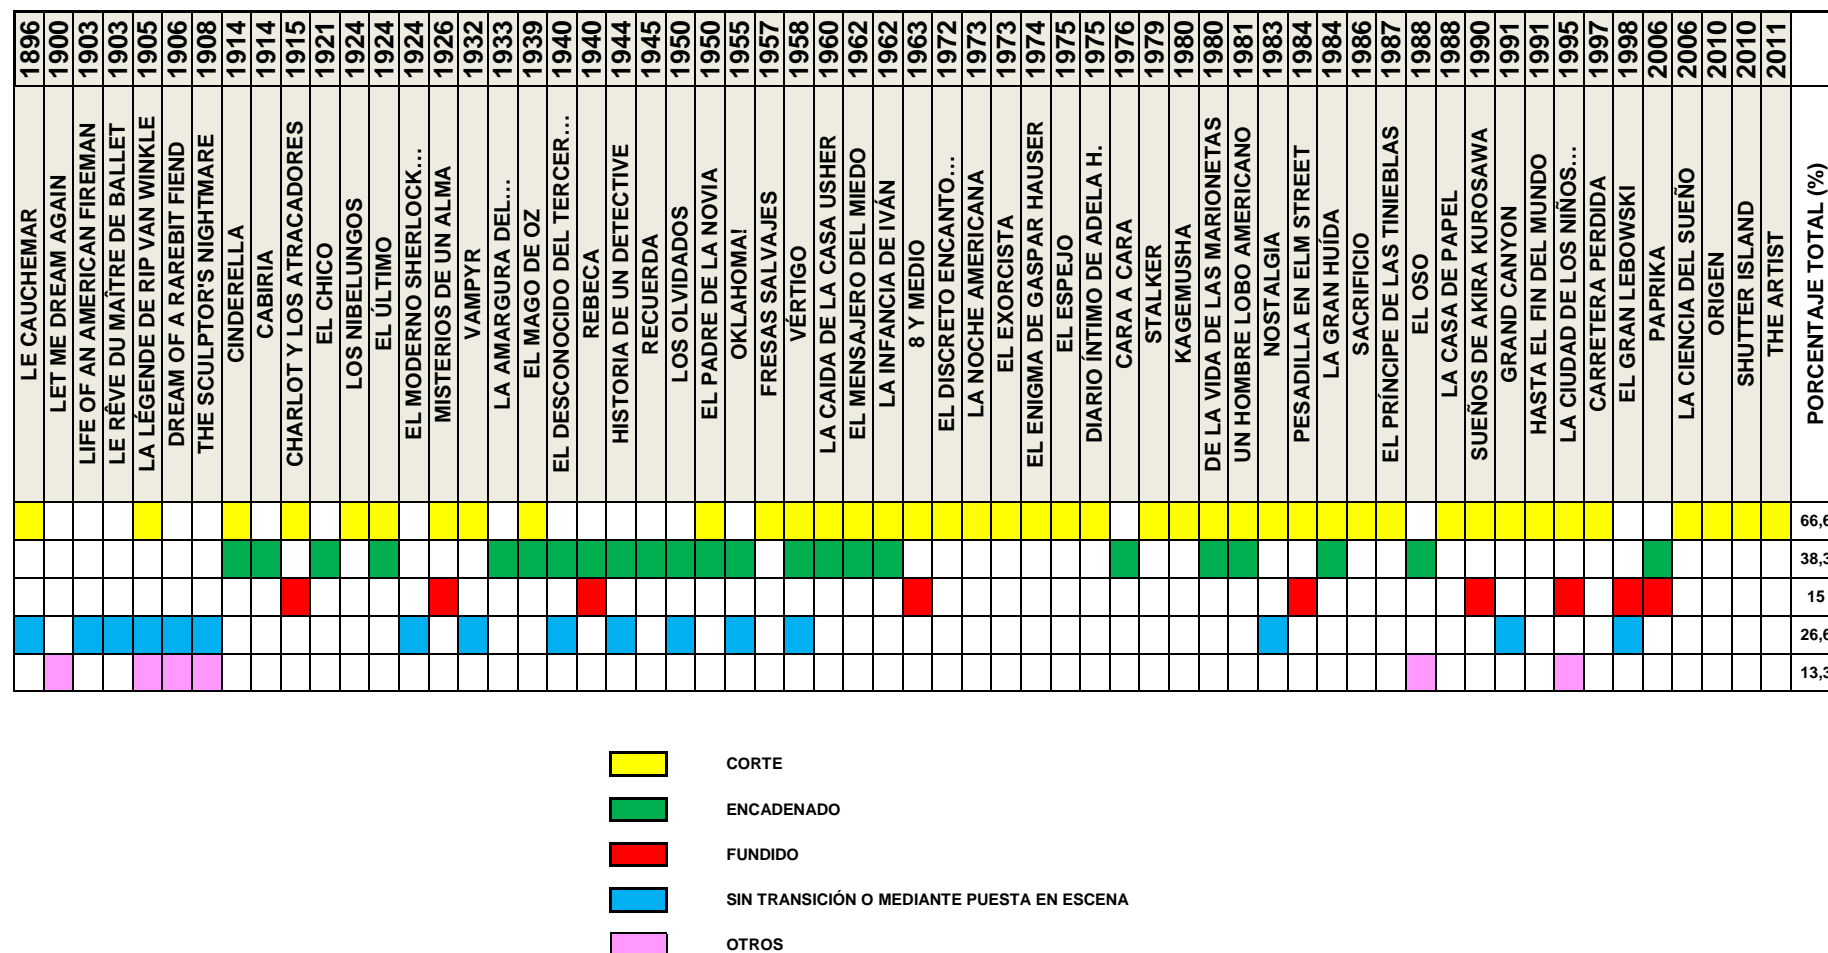 1896
1900
1903
1903
1905
1906
1908
1914
1914
1915
1921
1924
1924
1924
1926
1932
1933
1939
1940
1940
1944
1945
1950
1950
1955
1957
1958
1960
1962
1962
1963
1972
1973
1973
1974
1975
1975
1976
1979
1980
1980
1981
1983
1984
1984
1986
1987
1988
1988
1990
1991
1991
1995
1997
1998
2006
2006
2010
2010
2011
LE CAUCHEMAR
LET ME DREAM AGAIN
LIFE OF AN AMERICAN FIREMAN
LE RÊVE DU MAÎTRE DE BALLET
LA LÉGENDE DE RIP VAN WINKLE
DREAM OF A RAREBIT FIEND
THE SCULPTOR'S NIGHTMARE
CINDERELLA
CABIRIA
CHARLOT Y LOS ATRACADORES
EL CHICO
LOS NIBELUNGOS
EL ÚLTIMO
EL MODERNO SHERLOCK...
MISTERIOS DE UN ALMA
VAMPYR
LA AMARGURA DEL...
EL MAGO DE OZ
EL DESCONOCIDO DEL TERCER...
REBECA
HISTORIA DE UN DETECTIVE
RECUERDA
LOS OLVIDADOS
EL PADRE DE LA NOVIA
OKLAHOMA!
FRESAS SALVAJES
VÉRTIGO
LA CAIDA DE LA CASA USHER
EL MENSAJERO DEL MIEDO
LA INFANCIA DE IVÁN
8 Y MEDIO
EL DISCRETO ENCANTO...
LA NOCHE AMERICANA
EL EXORCISTA
EL ENIGMA DE GASPAR HAUSER
EL ESPEJO
DIARIO ÍNTIMO DE ADELA H.
CARA A CARA
STALKER
KAGEMUSHA
DE LA VIDA DE LAS MARIONETAS
UN HOMBRE LOBO AMERICANO
NOSTALGIA
PESADILLA EN ELM STREET
LA GRAN HUÍDA
SACRIFICIO
EL PRÍNCIPE DE LAS TINIEBLAS
EL OSO
LA CASA DE PAPEL
SUEÑOS DE AKIRA KUROSAWA
GRAND CANYON
HASTA EL FIN DEL MUNDO
LA CIUDAD DE LOS NIÑOS...
CARRETERA PERDIDA
EL GRAN LEBOWSKI
PAPRIKA
LA CIENCIA DEL SUEÑO
ORIGEN
SHUTTER ISLAND
THE ARTIST
PORCENTAJE TOTAL (%)
66,6
38,3
15
26,6
13,3
CORTE
ENCADENADO
FUNDIDO
SIN TRANSICIÓN O MEDIANTE PUESTA EN ESCENA
OTROS